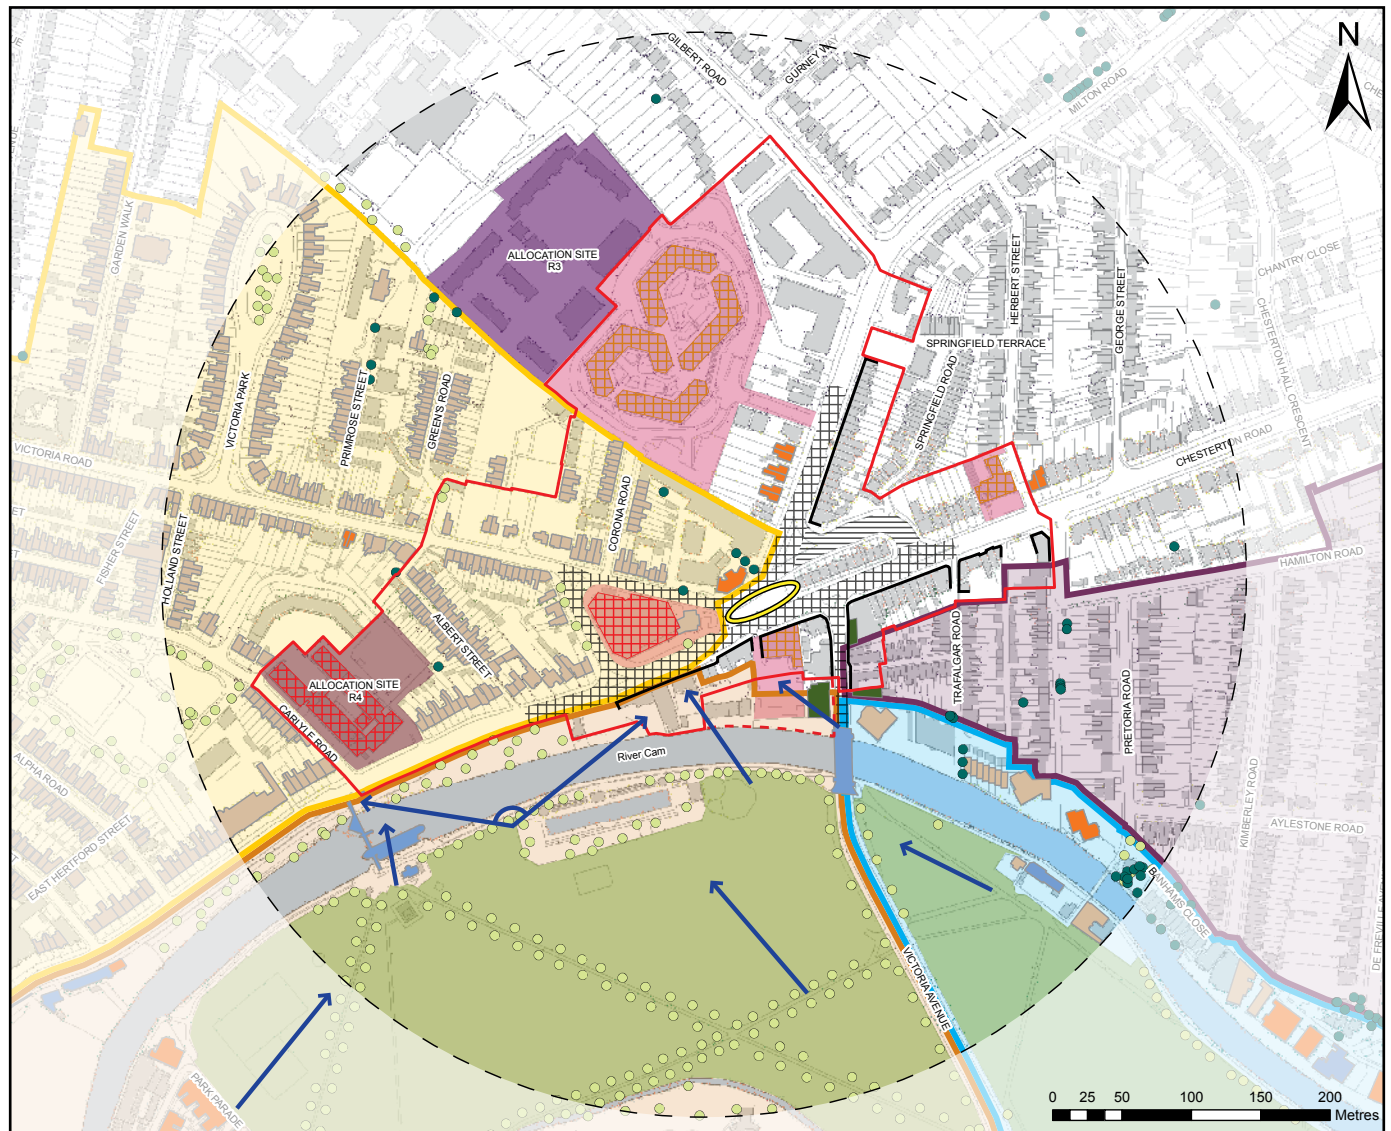 GILBERT ROAD
GURNEY WAY
N
MILTON ROAD
GARDEN WALK
ALLOCATION SITE
R3
HERBERT STREET
CHANTRY CLOSE
GEORGE STREET
SPRINGFIELD TERRACE
CHESTERTON HALL CRESCENT
VICTORIA PARK
PRIMROSE STREET
GREEN'S ROAD
SPRINGFIELD ROAD
VICTORIA ROAD
CHESTERTON ROAD
CORONA ROAD
FISHER STREET
HOLLAND STREET
HAMILTON ROAD
ALBERT STREET
TRAFALGAR ROAD
ALLOCATION SITE
R4
CARLYLE ROAD
PRETORIA ROAD
River Cam
ALPHA ROAD
KIMBERLEY ROAD
AYLESTONE ROAD
EAST HERTFORD STREET
BANHAMS CLOSE
DE FREVILLE AVE
VICTORIA AVENUE
PARK PARADE
0 25 50 100 150 200
Metres